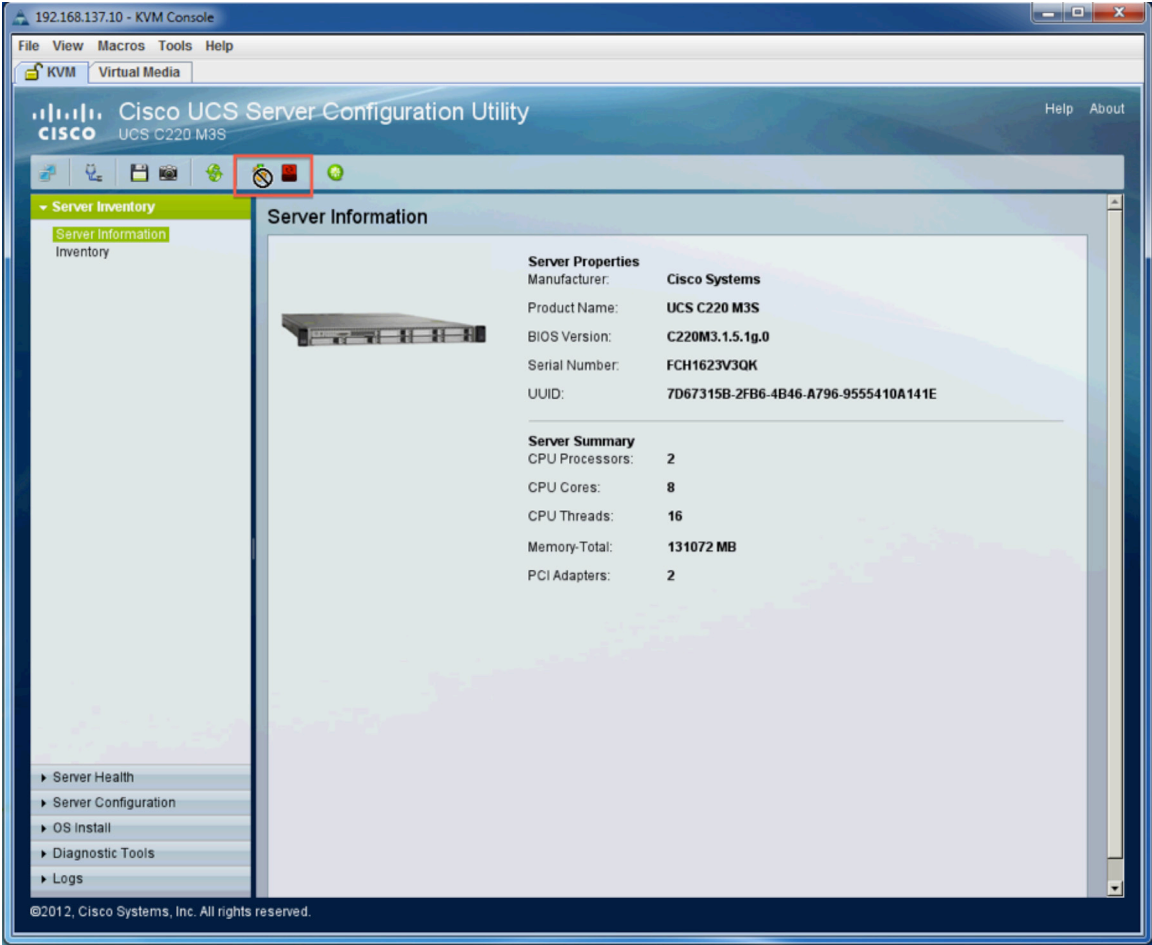 192.168.137.10 - KVM Console
File View Macros Tools Help
KVM Virtual Media
CISCO Cisco UCS Server Configuration Utility
UCS C220 M3S
Help About
Server Inventory
Server Information
Inventory
Server Information
Server Properties
Manufacturer: Cisco Systems
Product Name: UCS C220 M3S
BIOS Version: C220M3.1.5.1g.0
Serial Number: FCH1623V3QK
UUID: 7D67315B-2FB6-4B46-A796-9555410A141E
Server Summary
CPU Processors: 2
CPU Cores: 8
CPU Threads: 16
Memory-Total: 131072 MB
PCI Adapters: 2
Server Health
Server Configuration
OS Install
Diagnostic Tools
Logs
©2012, Cisco Systems, Inc. All rights reserved.